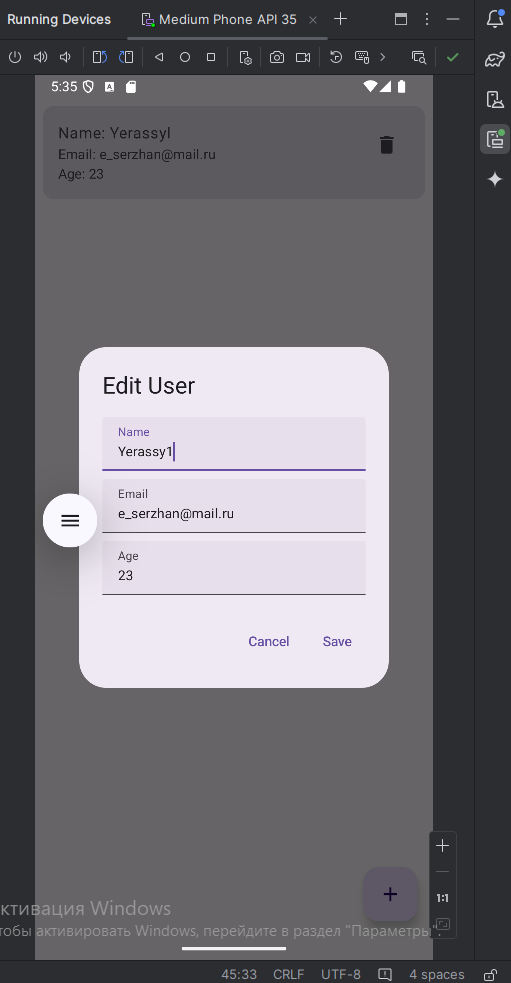 Running Devices
Medium Phone API 35
5:35
Name: Yerassyl
Email: e_serzhan@mail.ru
Age: 23
Edit User
Name
Yerassy1
Email
e_serzhan@mail.ru
Age
23
Cancel Save
1:1
ктивация Windows
тобы активировать Windows, перейдите в раздел "Параметры".
45:33 CRLF UTF-8 4 spaces